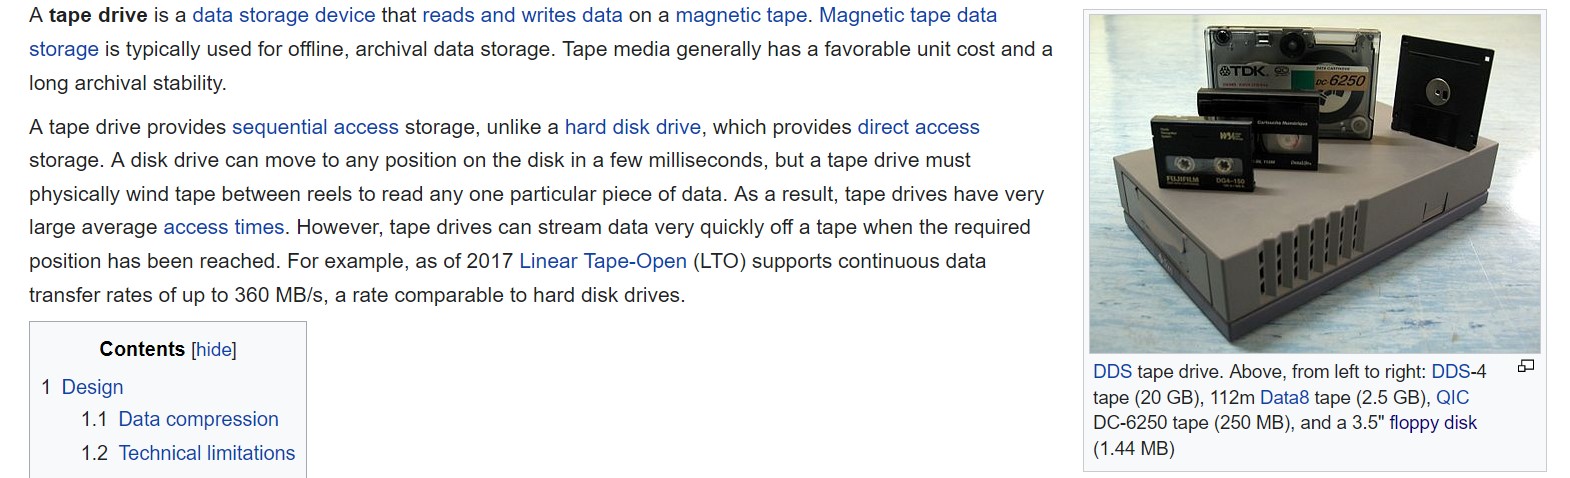 A tape drive is a data storage device that reads and writes data on a magnetic tape. Magnetic tape data
storage is typically used for offline, archival data storage. Tape media generally has a favorable unit cost and a
long archival stability.
A tape drive provides sequential access storage, unlike a hard disk drive, which provides direct access
storage. A disk drive can move to any position on the disk in a few milliseconds, but a tape drive must
physically wind tape between reels to read any one particular piece of data. As a result, tape drives have very
large average access times. However, tape drives can stream data very quickly off a tape when the required
position has been reached. For example, as of 2017 Linear Tape-Open (LTO) supports continuous data
transfer rates of up to 360 MB/s, a rate comparable to hard disk drives.
Contents [hide]
1 Design
1.1 Data compression
1.2 Technical limitations
TDK
DATA CARTRIDGE
DC-6250
Cartouche Numérique
FUJIFILM
DG4-150
DDS tape drive. Above, from left to right: DDS-4
tape (20 GB), 112m Data8 tape (2.5 GB), QIC
DC-6250 tape (250 MB), and a 3.5" floppy disk
(1.44 MB)